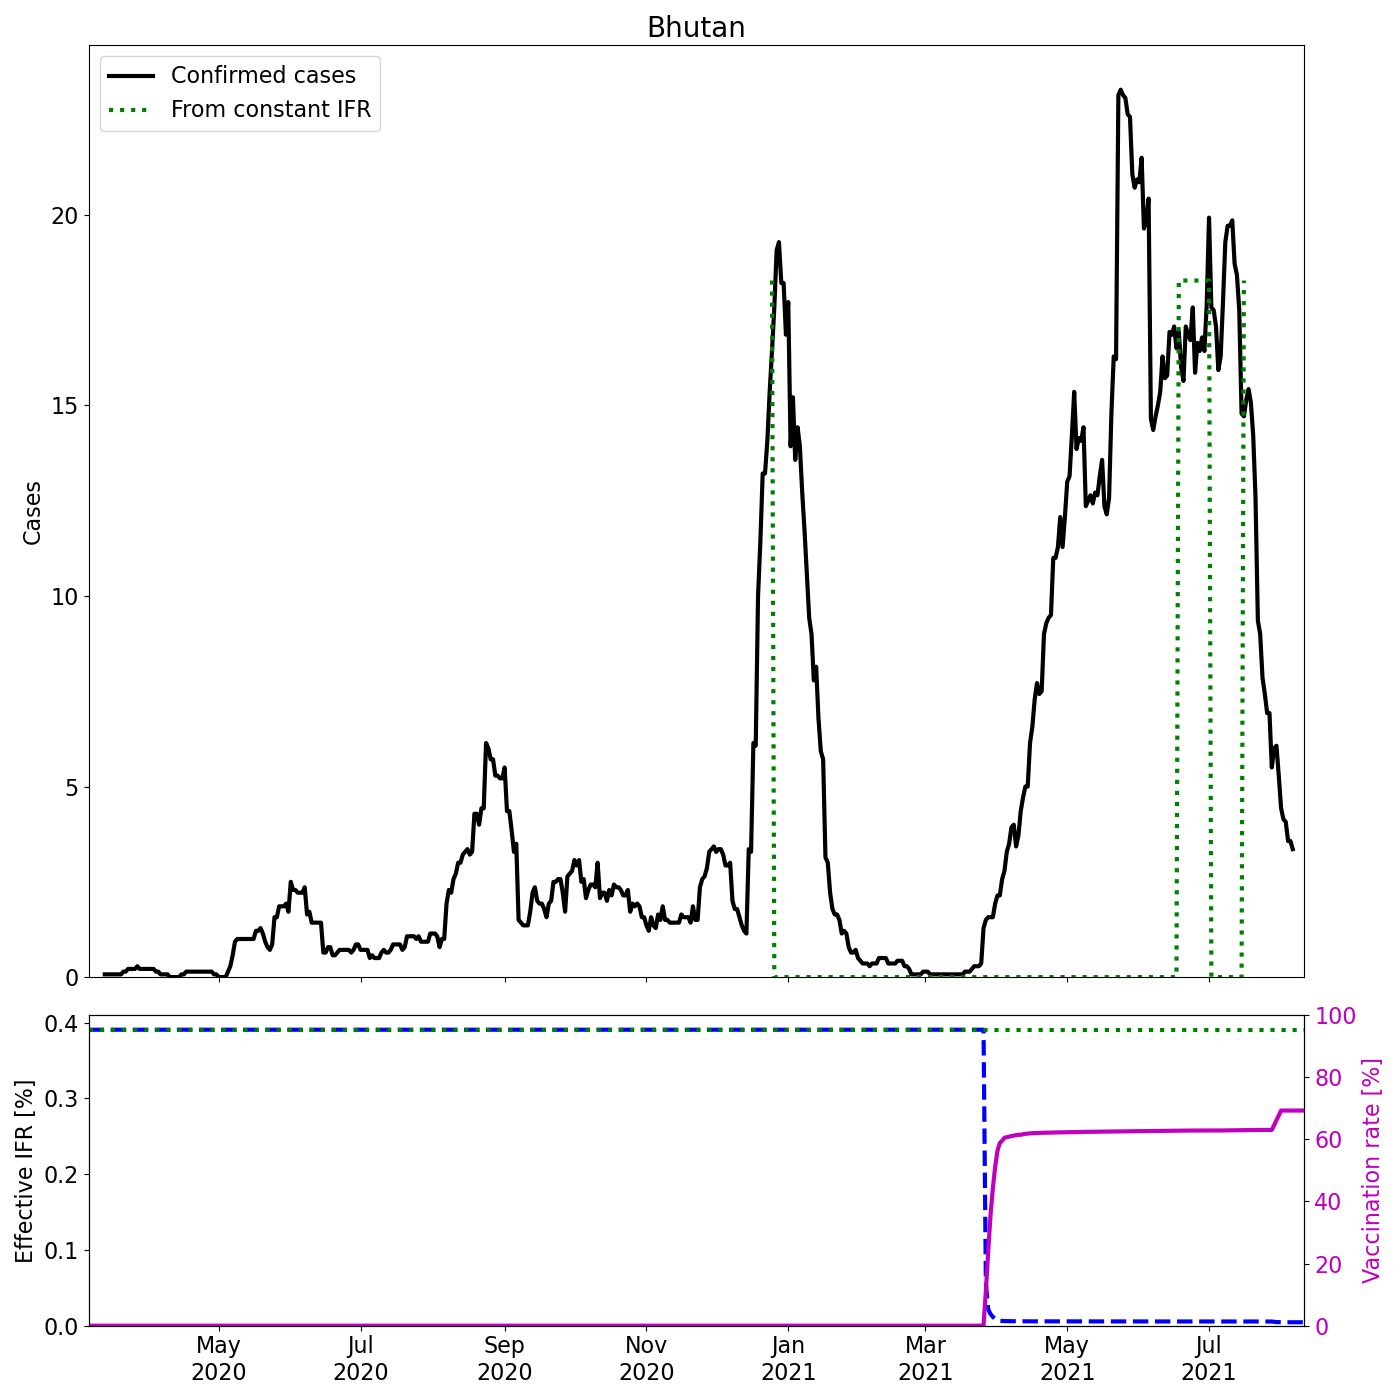 Bhutan
Confirmed cases
From constant IFR
Cases
20
15
10
5
0
Effective IFR [%]
0.4
0.3
0.2
0.1
0.0
Vaccination rate [%]
100
80
60
40
20
0
May Jul Sep Nov Jan Mar May Jul
2020 2020 2020 2020 2021 2021 2021 2021